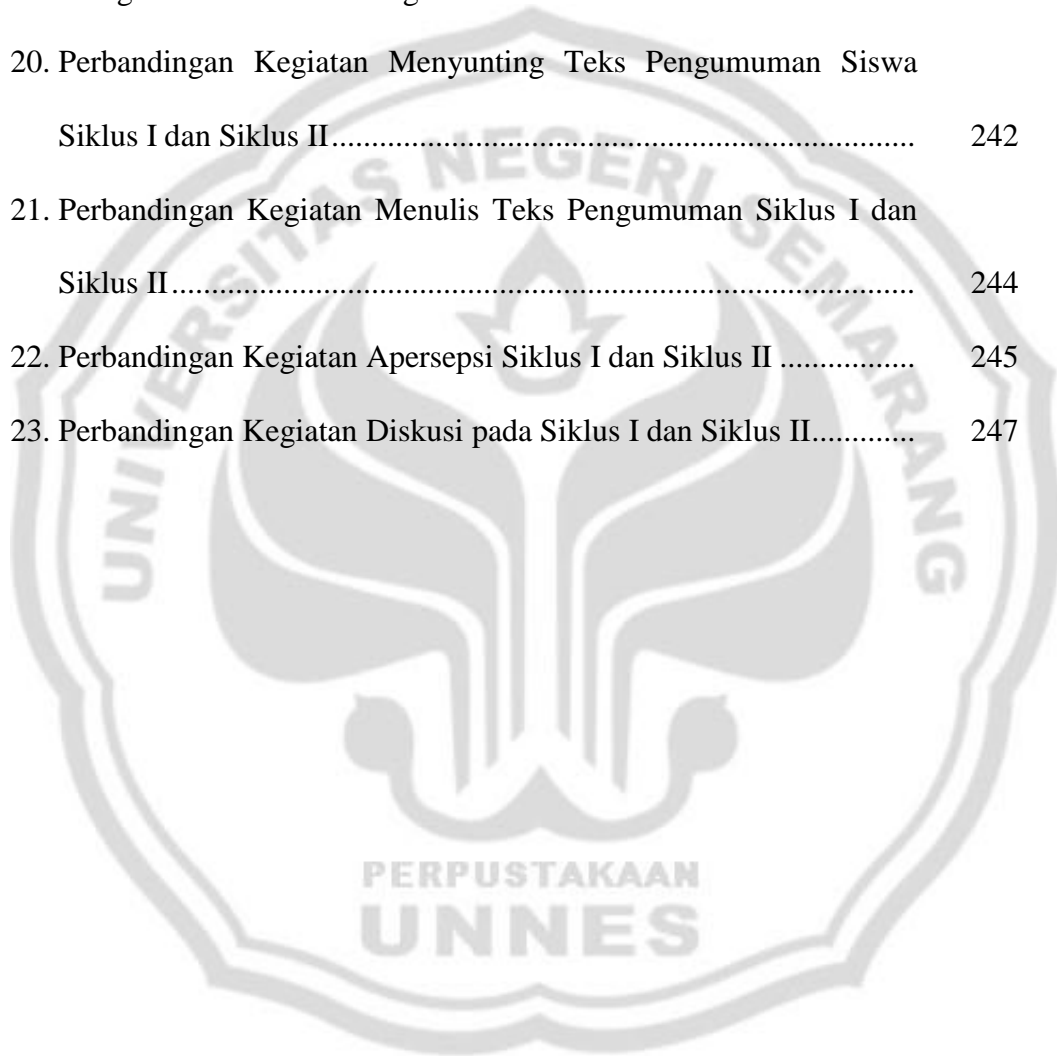 20. Perbandingan Kegiatan Menyunting Teks Pengumuman Siswa
Siklus I dan Siklus II........................................................................ 242
21. Perbandingan Kegiatan Menulis Teks Pengumuman Siklus I dan
Siklus II............................................................................................ 244
22. Perbandingan Kegiatan Apersepsi Siklus I dan Siklus II ................ 245
23. Perbandingan Kegiatan Diskusi pada Siklus I dan Siklus II............. 247
UNIVERSITAS NEGERI SEMARANG
PERPUSTAKAAN
UNNES